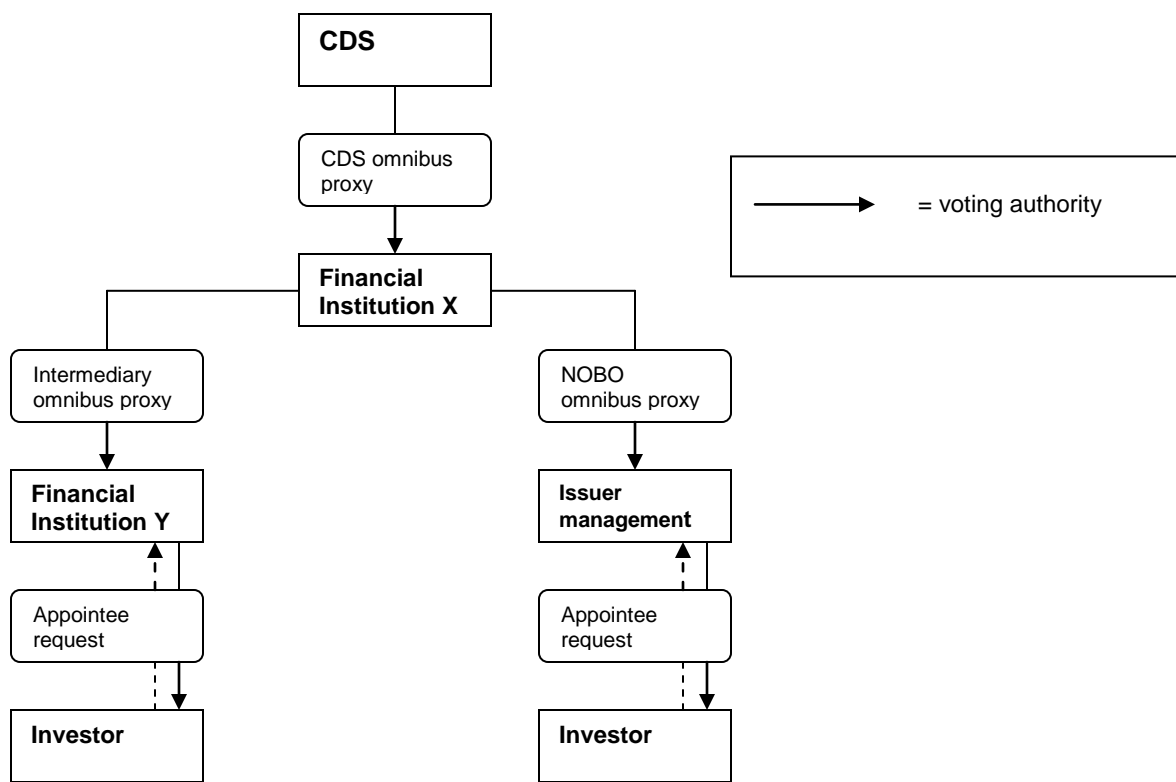 CDS
CDS omnibus
proxy
= voting authority
Financial
Institution X
Intermediary
omnibus proxy
NOBO
omnibus proxy
Financial
Institution Y
Issuer
management
Appointee
request
Appointee
request
Investor
Investor